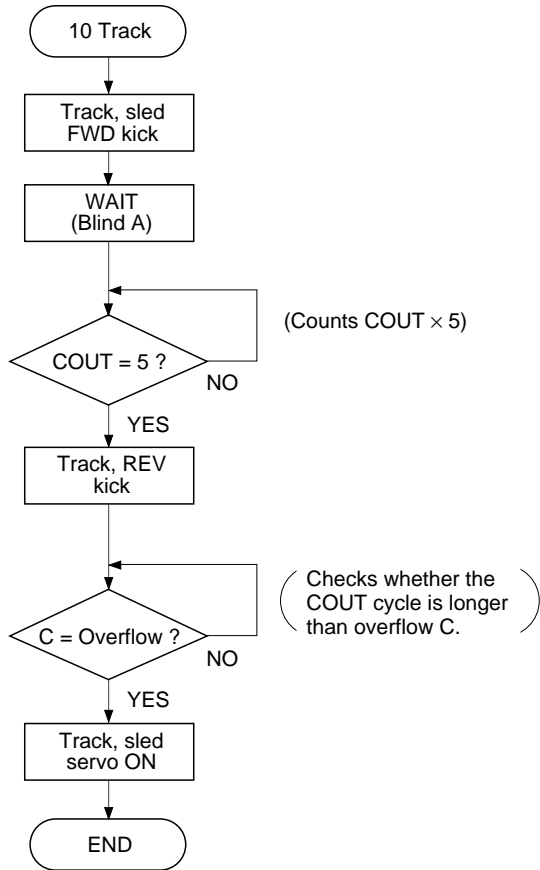 10 Track
Track, sled
FWD kick
WAIT
(Blind A)
(Counts COUT × 5)
COUT = 5 ?
NO
YES
Track, REV
kick
Checks whether the
COUT cycle is longer
than overflow C.
C = Overflow ?
NO
YES
Track, sled
servo ON
END